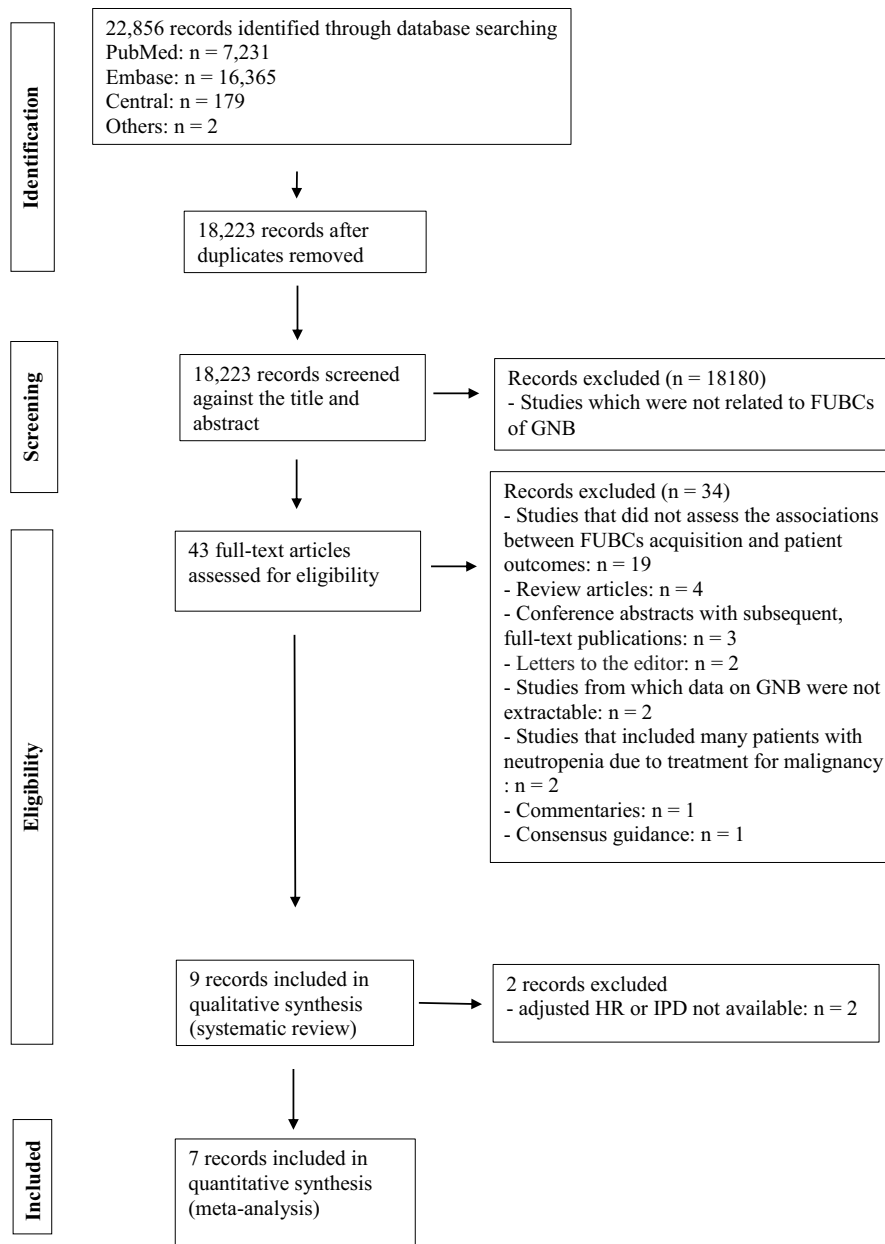 Identification
22,856 records identified through database searching
PubMed: n = 7,231
Embase: n = 16,365
Central: n = 179
Others: n = 2
18,223 records after
duplicates removed
Screening
18,223 records screened
against the title and
abstract
Records excluded (n = 18180)
- Studies which were not related to FUBCs
of GNB
Eligibility
43 full-text articles
assessed for eligibility
Records excluded (n = 34)
- Studies that did not assess the associations
between FUBCs acquisition and patient
outcomes: n = 19
- Review articles: n = 4
- Conference abstracts with subsequent,
full-text publications: n = 3
- Letters to the editor: n = 2
- Studies from which data on GNB were not
extractable: n = 2
- Studies that included many patients with
neutropenia due to treatment for malignancy
: n = 2
- Commentaries: n = 1
- Consensus guidance: n = 1
9 records included in
qualitative synthesis
(systematic review)
2 records excluded
- adjusted HR or IPD not available: n = 2
Included
7 records included in
quantitative synthesis
(meta-analysis)